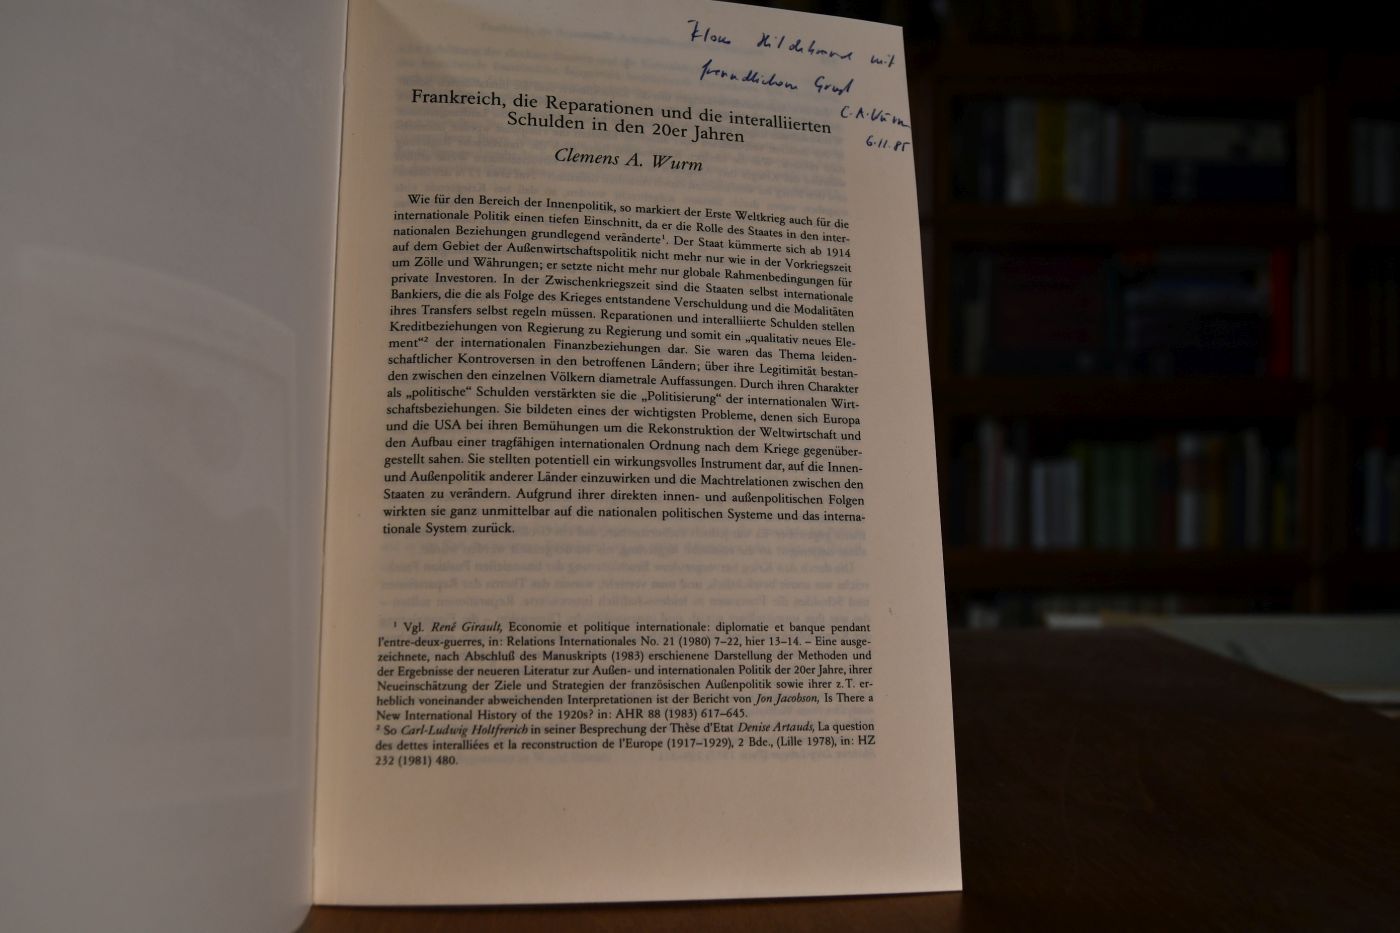 Klaus Hildebrand mit
freundlichem Gruß
C. A. Wurm
6.11.85
Frankreich, die Reparationen und die interalliierten
Schulden in den 20er Jahren
Clemens A. Wurm
Wie für den Bereich der Innenpolitik, so markiert der Erste Weltkrieg auch für die
internationale Politik einen tiefen Einschnitt, da er die Rolle des Staates in den inter-
nationalen Beziehungen grundlegend veränderte¹. Der Staat kümmerte sich ab 1914
auf dem Gebiet der Außenwirtschaftspolitik nicht mehr nur wie in der Vorkriegszeit
um Zölle und Währungen; er setzte nicht mehr nur globale Rahmenbedingungen für
private Investoren. In der Zwischenkriegszeit sind die Staaten selbst internationale
Bankiers, die die als Folge des Krieges entstandene Verschuldung und die Modalitäten
ihres Transfers selbst regeln müssen. Reparationen und interalliierte Schulden stellen
Kreditbeziehungen von Regierung zu Regierung und somit ein „qualitativ neues Ele-
ment“² der internationalen Finanzbeziehungen dar. Sie waren das Thema leiden-
schaftlicher Kontroversen in den betroffenen Ländern; über ihre Legitimität bestan-
den zwischen den einzelnen Völkern diametrale Auffassungen. Durch ihren Charakter
als „politische“ Schulden verstärkten sie die „Politisierung“ der internationalen Wirt-
schaftsbeziehungen. Sie bildeten eines der wichtigsten Probleme, denen sich Europa
und die USA bei ihren Bemühungen um die Rekonstruktion der Weltwirtschaft und
den Aufbau einer tragfähigen internationalen Ordnung nach dem Kriege gegenüber-
gestellt sahen. Sie stellten potentiell ein wirkungsvolles Instrument dar, auf die Innen-
und Außenpolitik anderer Länder einzuwirken und die Machtrelationen zwischen den
Staaten zu verändern. Aufgrund ihrer direkten innen- und außenpolitischen Folgen
wirkten sie ganz unmittelbar auf die nationalen politischen Systeme und das interna-
tionale System zurück.
¹ Vgl. René Girault, Economie et politique internationale: diplomatie et banque pendant
l'entre-deux-guerres, in: Relations Internationales No. 21 (1980) 7–22, hier 13–14. – Eine ausge-
zeichnete, nach Abschluß des Manuskripts (1983) erschienene Darstellung der Methoden und
der Ergebnisse der neueren Literatur zur Außen- und internationalen Politik der 20er Jahre, ihrer
Neueinschätzung der Ziele und Strategien der französischen Außenpolitik sowie ihrer z. T. er-
heblich voneinander abweichenden Interpretationen ist der Bericht von Jon Jacobson, Is There a
New International History of the 1920s? in: AHR 88 (1983) 617–645.
² So Carl-Ludwig Holtfrerich in seiner Besprechung der Thèse d'Etat Denise Artauds, La question
des dettes interalliées et la reconstruction de l'Europe (1917–1929), 2 Bde., (Lille 1978), in: HZ
232 (1981) 480.